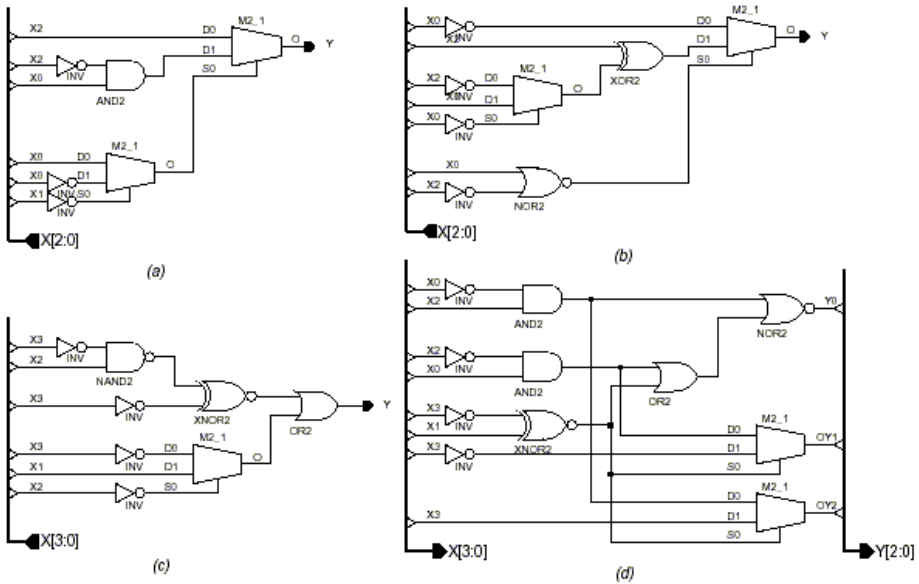 X2
D0
M2_1
D1
S0
O
Y
X2
INV
X0
AND2
X0
D0
M2_1
X0
D1
O
X1
INV
S0
INV
X[2:0]
(a)
X0
INV
D0
M2_1
D1
S0
O
Y
XOR2
X2
D0
M2_1
INV
D1
O
X0
S0
INV
X0
X2
INV
NOR2
X[2:0]
(b)
X3
INV
X2
NAND2
X3
INV
XNOR2
OR2
Y
X3
D0
M2_1
INV
X1
D1
O
X2
S0
INV
X[3:0]
(c)
X0
INV
X2
AND2
NOR2
Y0
X2
INV
X0
AND2
OR2
X3
INV
X1
XNOR2
M2_1
D0
X3
INV
D1
OY1
S0
M2_1
D0
X3
D1
OY2
S0
X[3:0]
Y[2:0]
(d)